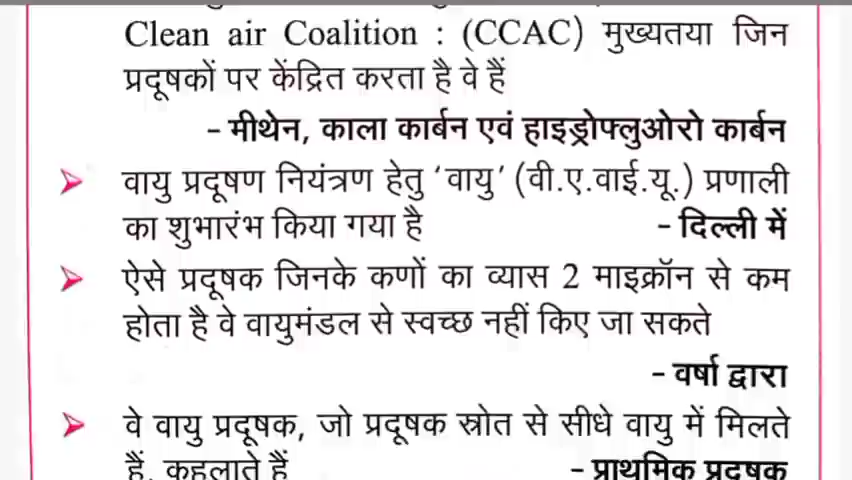 Clean air Coalition : (CCAC) मुख्यतया जिन
प्रदूषकों पर केंद्रित करता है वे हैं
- मीथेन, काला कार्बन एवं हाइड्रोफ्लुओरो कार्बन
➢ वायु प्रदूषण नियंत्रण हेतु ‘वायु’ (वी.ए.वाई.यू.) प्रणाली
का शुभारंभ किया गया है - दिल्ली में
➢ ऐसे प्रदूषक जिनके कणों का व्यास 2 माइक्रॉन से कम
होता है वे वायुमंडल से स्वच्छ नहीं किए जा सकते
- वर्षा द्वारा
➢ वे वायु प्रदूषक, जो प्रदूषक स्रोत से सीधे वायु में मिलते
हैं, कहलाते हैं - प्राथमिक प्रदूषक